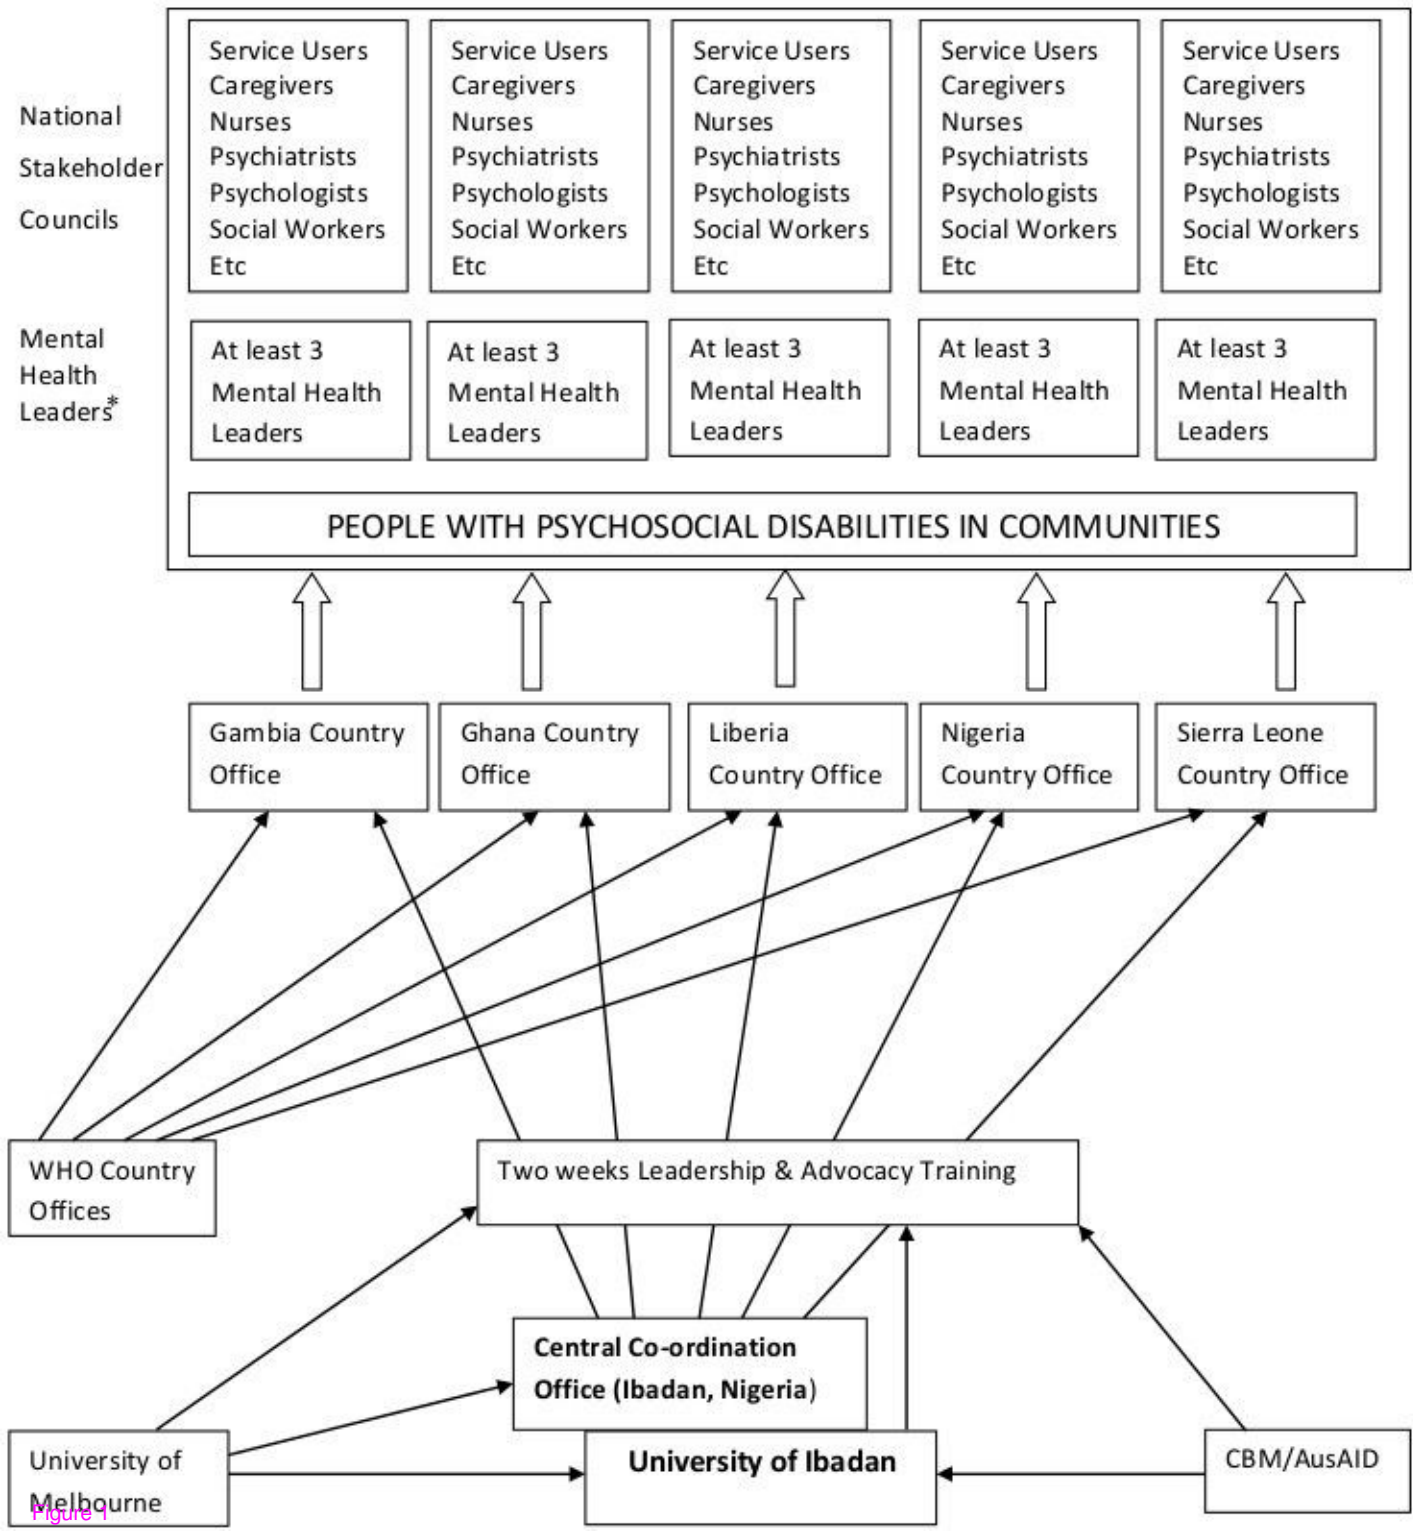 National
Stakeholder
Councils
Service Users
Caregivers
Nurses
Psychiatrists
Psychologists
Social Workers
Etc
Service Users
Caregivers
Nurses
Psychiatrists
Psychologists
Social Workers
Etc
Service Users
Caregivers
Nurses
Psychiatrists
Psychologists
Social Workers
Etc
Service Users
Caregivers
Nurses
Psychiatrists
Psychologists
Social Workers
Etc
Service Users
Caregivers
Nurses
Psychiatrists
Psychologists
Social Workers
Etc
Mental
Health
Leaders*
At least 3
Mental Health
Leaders
At least 3
Mental Health
Leaders
At least 3
Mental Health
Leaders
At least 3
Mental Health
Leaders
At least 3
Mental Health
Leaders
PEOPLE WITH PSYCHOSOCIAL DISABILITIES IN COMMUNITIES
Gambia Country
Office
Ghana Country
Office
Liberia
Country Office
Nigeria
Country Office
Sierra Leone
Country Office
WHO Country
Offices
Two weeks Leadership & Advocacy Training
Central Co-ordination
Office (Ibadan, Nigeria)
University of
Melbourne
University of Ibadan
CBM/AusAID
Figure 1